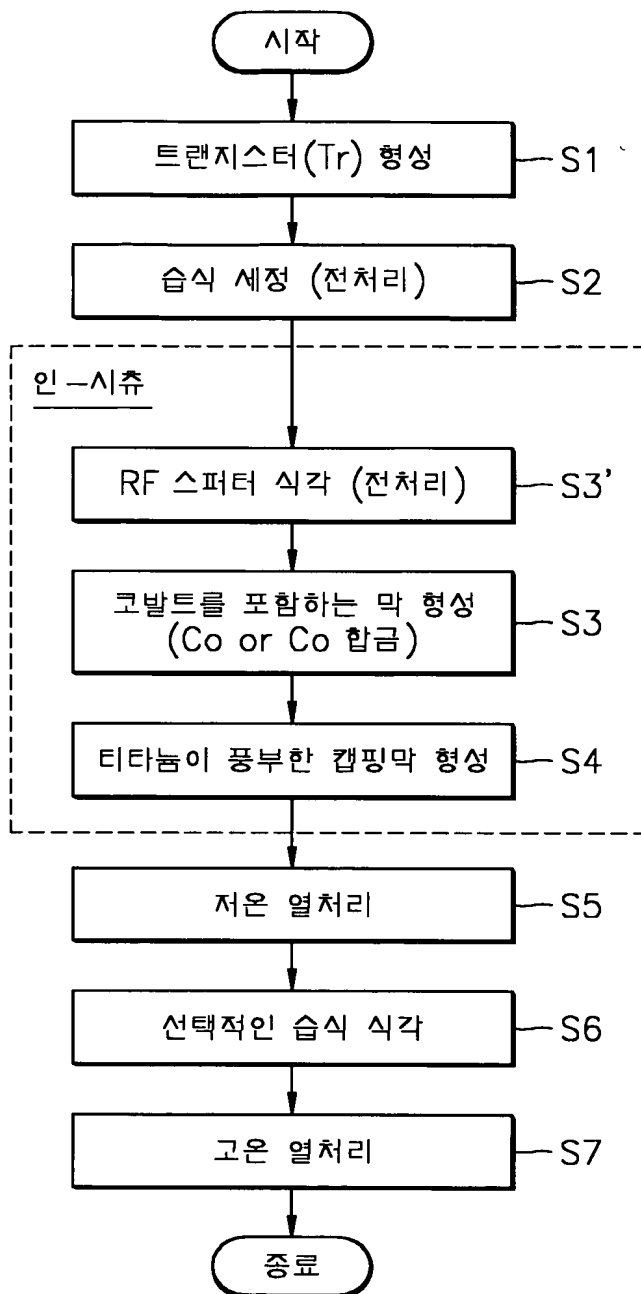 시작
트랜지스터(Tr) 형성
S1
습식 세정 (전처리)
S2
인-시츄
RF 스퍼터 식각 (전처리)
S3'
코발트를 포함하는 막 형성
(Co or Co 합금)
S3
티타늄이 풍부한 캡핑막 형성
S4
저온 열처리
S5
선택적인 습식 식각
S6
고온 열처리
S7
종료